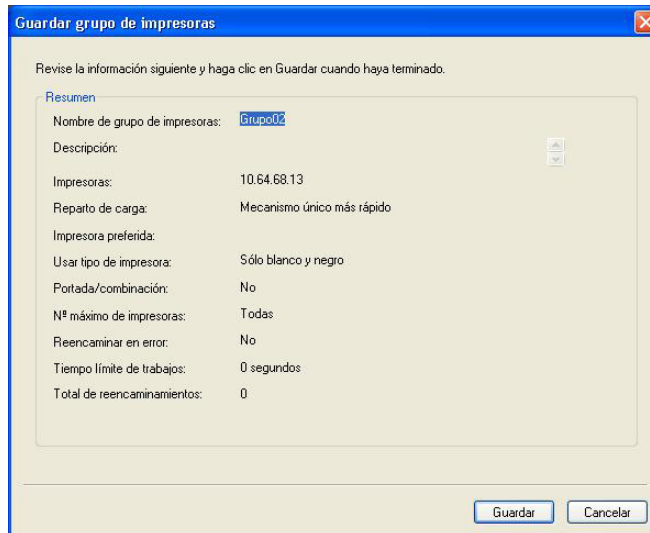 Guardar grupo de impresoras
Revise la información siguiente y haga clic en Guardar cuando haya terminado.
Resumen
Nombre de grupo de impresoras: Grupo02
Descripción:
Impresoras: 10.64.68.13
Reparto de carga: Mecanismo único más rápido
Impresora preferida:
Usar tipo de impresora: Sólo blanco y negro
Portada/combinación: No
Nº máximo de impresoras: Todas
Reencaminar en error: No
Tiempo límite de trabajos: 0 segundos
Total de reencaminamientos: 0
Guardar Cancelar